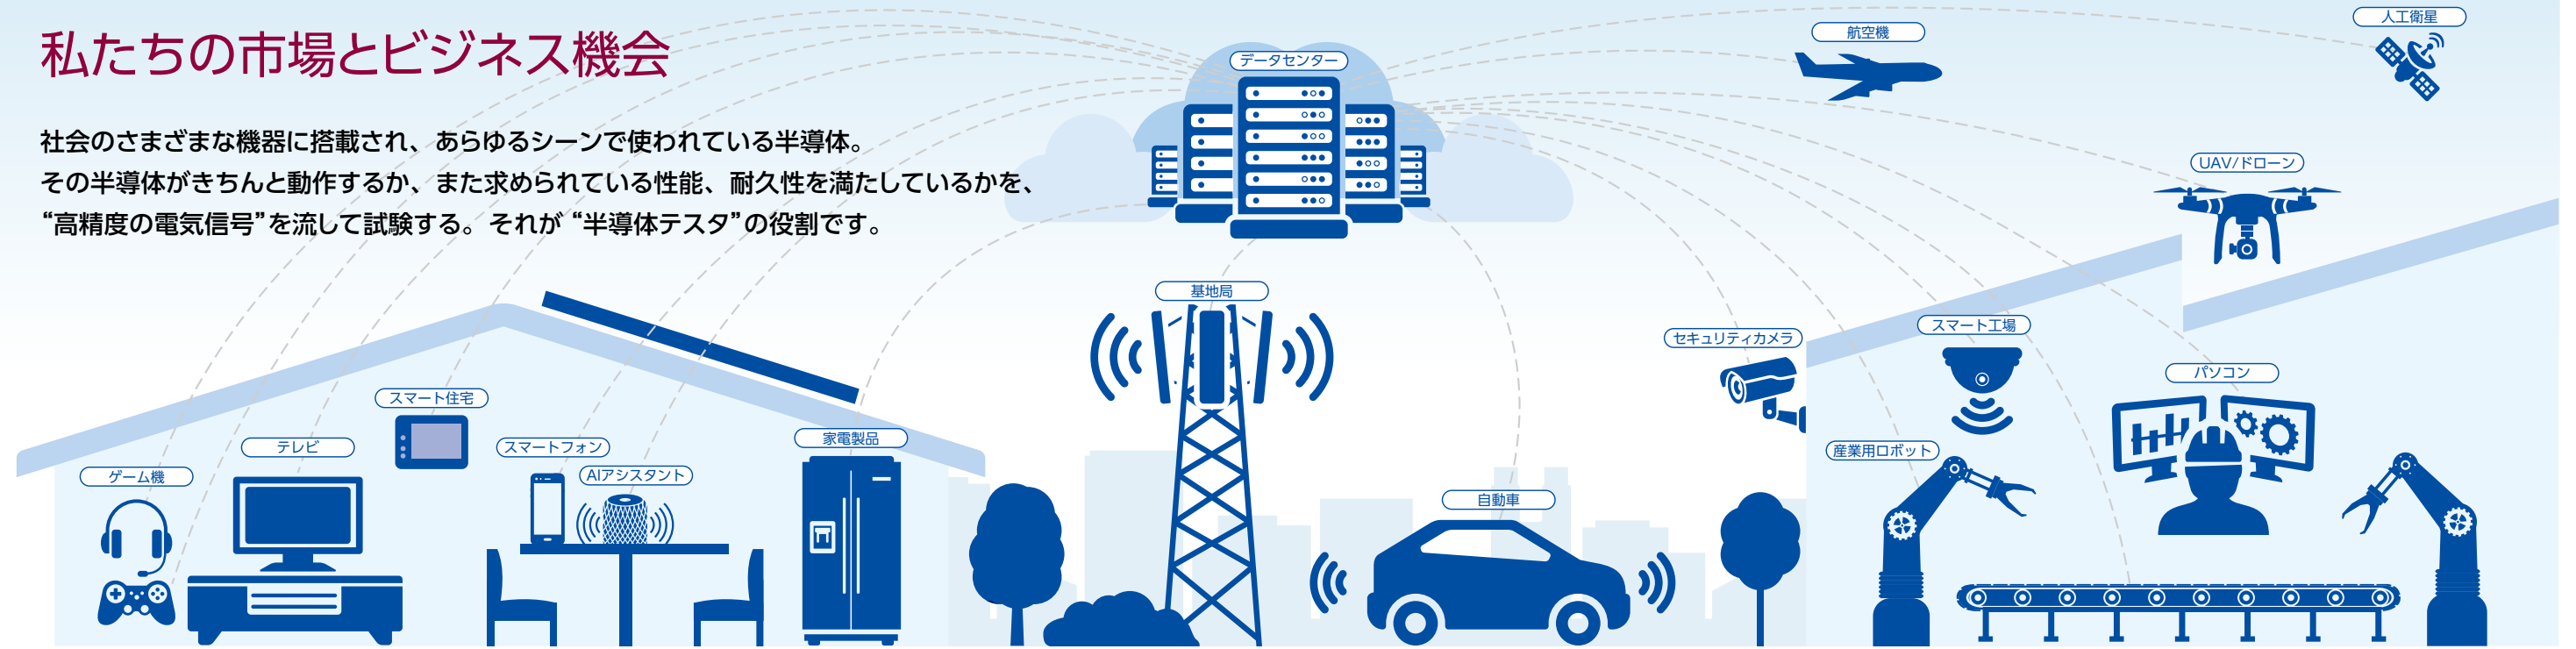 私たちの市場とビジネス機会
社会のさまざまな機器に搭載され、あらゆるシーンで使われている半導体。
その半導体がきちんと動作するか、また求められている性能、耐久性を満たしているかを、
“高精度の電気信号”を流して試験する。それが“半導体テスタ”の役割です。
データセンター
航空機
人工衛星
UAV/ドローン
基地局
セキュリティカメラ
スマート工場
パソコン
スマート住宅
テレビ
スマートフォン
家電製品
ゲーム機
AIアシスタント
自動車
産業用ロボット